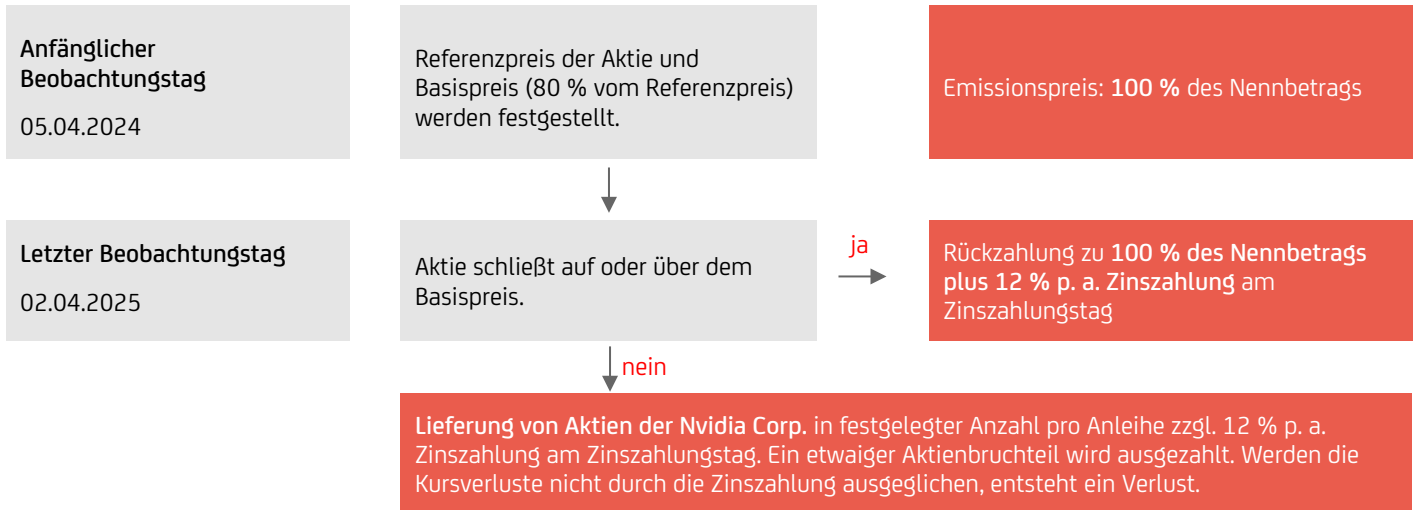 Anfänglicher
Beobachtungstag
05.04.2024
Referenzpreis der Aktie und
Basispreis (80 % vom Referenzpreis)
werden festgestellt.
Emissionspreis: 100 % des Nennbetrags
Letzter Beobachtungstag
02.04.2025
Aktie schließt auf oder über dem
Basispreis.
ja
Rückzahlung zu 100 % des Nennbetrags
plus 12 % p. a. Zinszahlung am
Zinszahlungstag
nein
Lieferung von Aktien der Nvidia Corp. in festgelegter Anzahl pro Anleihe zzgl. 12 % p. a.
Zinszahlung am Zinszahlungstag. Ein etwaiger Aktienbruchteil wird ausgezahlt. Werden die
Kursverluste nicht durch die Zinszahlung ausgeglichen, entsteht ein Verlust.